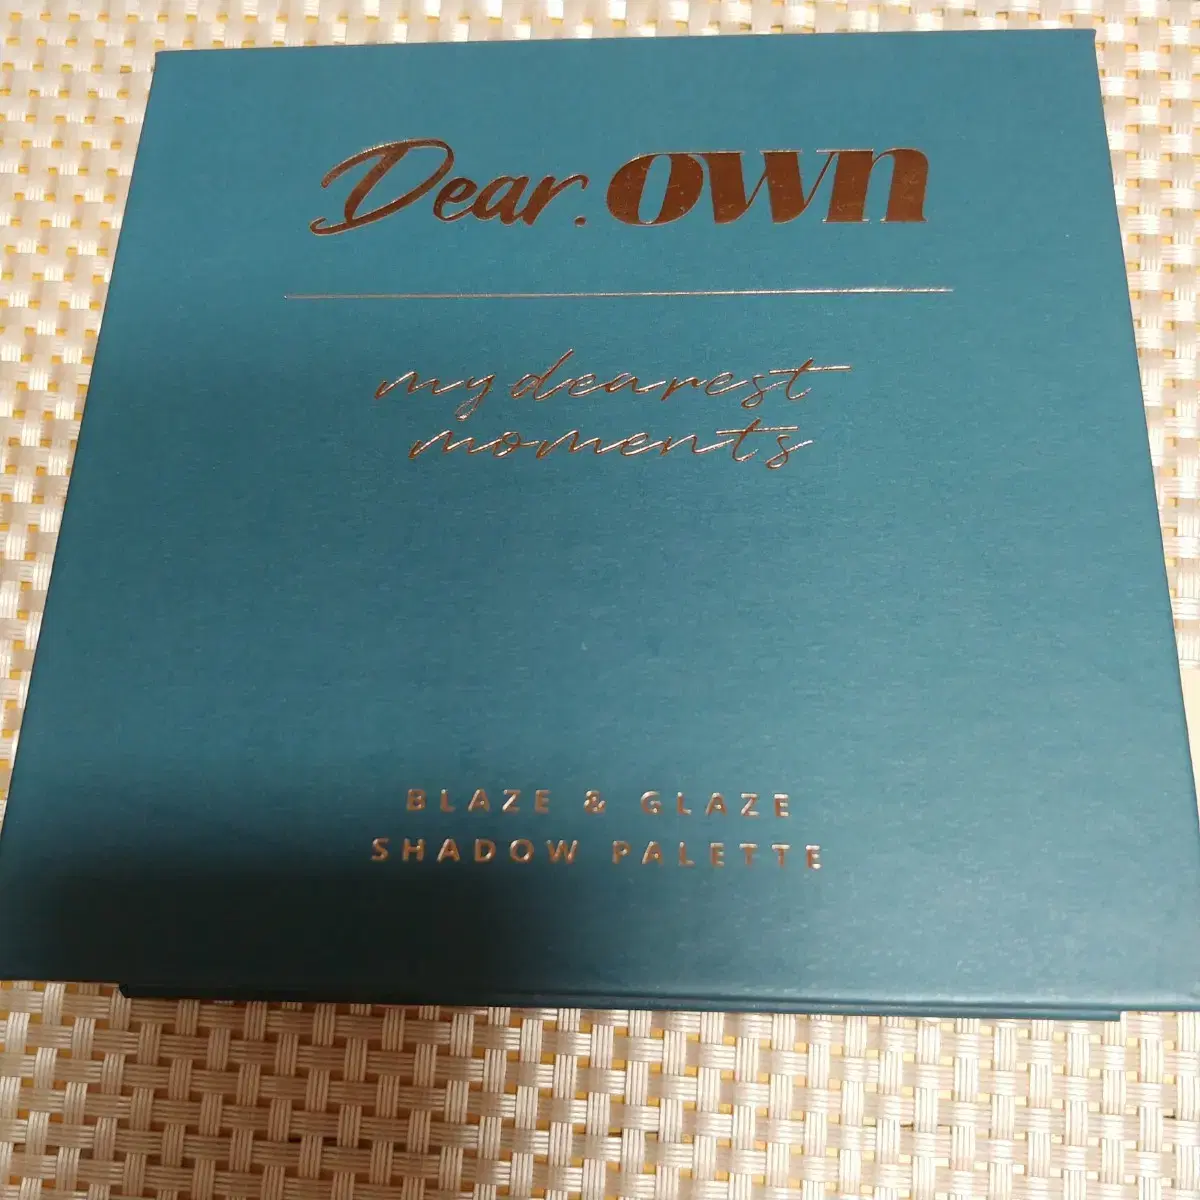 Dear. own
my dearest
moments
BLAZE & GLAZE
SHADOW PALETTE